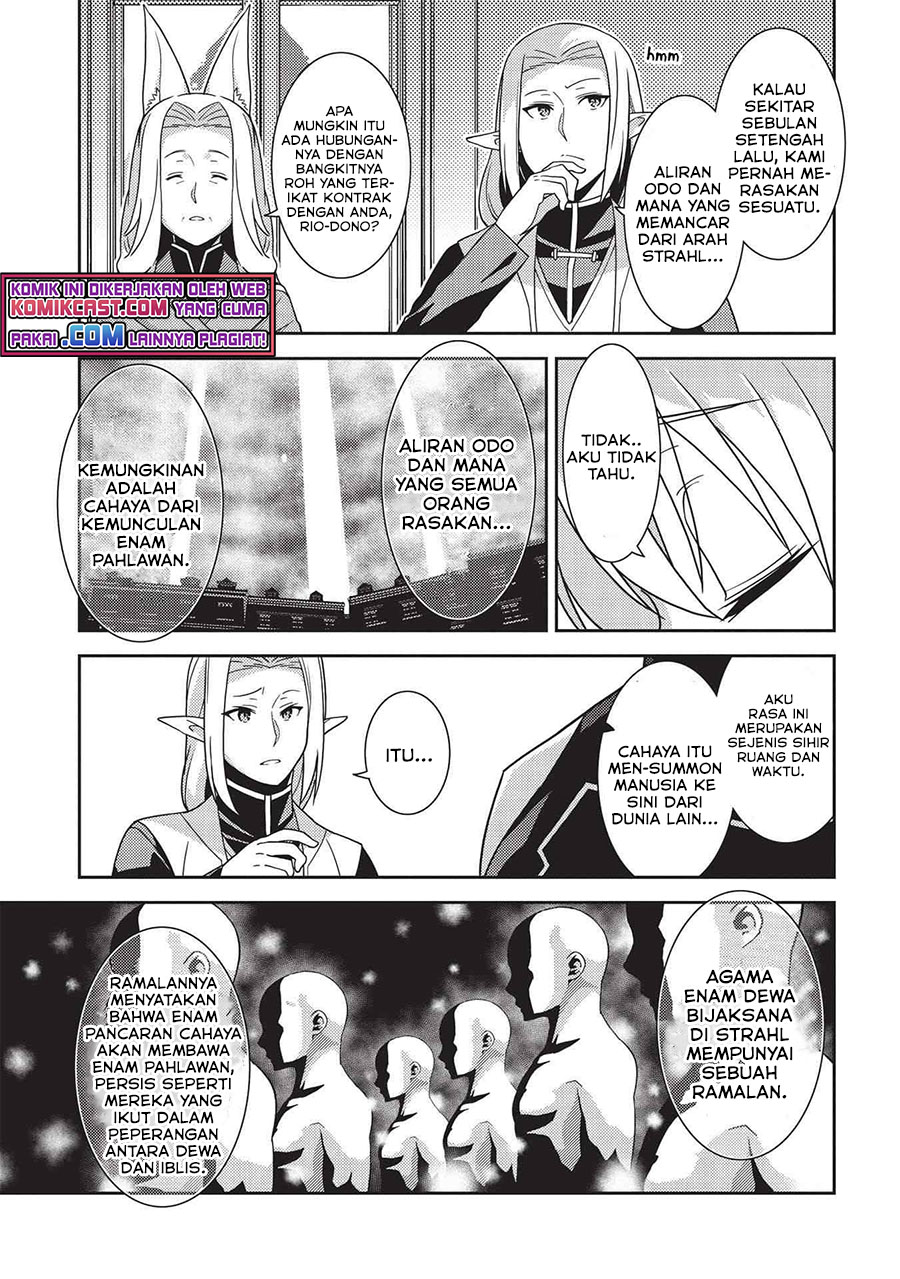 hmm
KALAU
SEKITAR
SEBULAN
SETENGAH
LALU, KAMI
PERNAH ME-
RASAKAN
SESUATU.
ALIRAN
ODO DAN
MANA YANG
MEMANCAR
DARI ARAH
STRAHL...
APA
MUNGKIN ITU
ADA HUBUNGAN-
NYA DENGAN
BANGKITNYA
ROH YANG TER-
IKAT KONTRAK
DENGAN ANDA,
RIO-DONO?
KOMIK INI DIKERJAKAN OLEH WEB
KOMIKCAST.COM YANG CUMA
PAKAI .COM LAINNYA PLAGIAT!
TIDAK..
AKU TIDAK
TAHU.
ALIRAN ODO
DAN MANA
YANG SEMUA
ORANG
RASAKAN...
KEMUNGKINAN
ADALAH
CAHAYA DARI
KEMUNCULAN
ENAM
PAHLAWAN.
AKU
RASA INI
MERUPAKAN
SEJENIS SIHIR
RUANG DAN
WAKTU.
CAHAYA ITU
MEN-SUMMON
MANUSIA KE
SINI DARI
DUNIA LAIN...
ITU...
AGAMA
ENAM DEWA
BIJAKSANA
DI STRAHL
MEMPUNYAI
SEBUAH
RAMALAN.
RAMALANNYA
MENYATAKAN
BAHWA ENAM
PANCARAN CAHAYA
AKAN MEMBAWA
ENAM PAHLAWAN,
PERSIS SEPERTI
MEREKA YANG
IKUT DALAM
PEPERANGAN
ANTARA DEWA
DAN IBLIS.